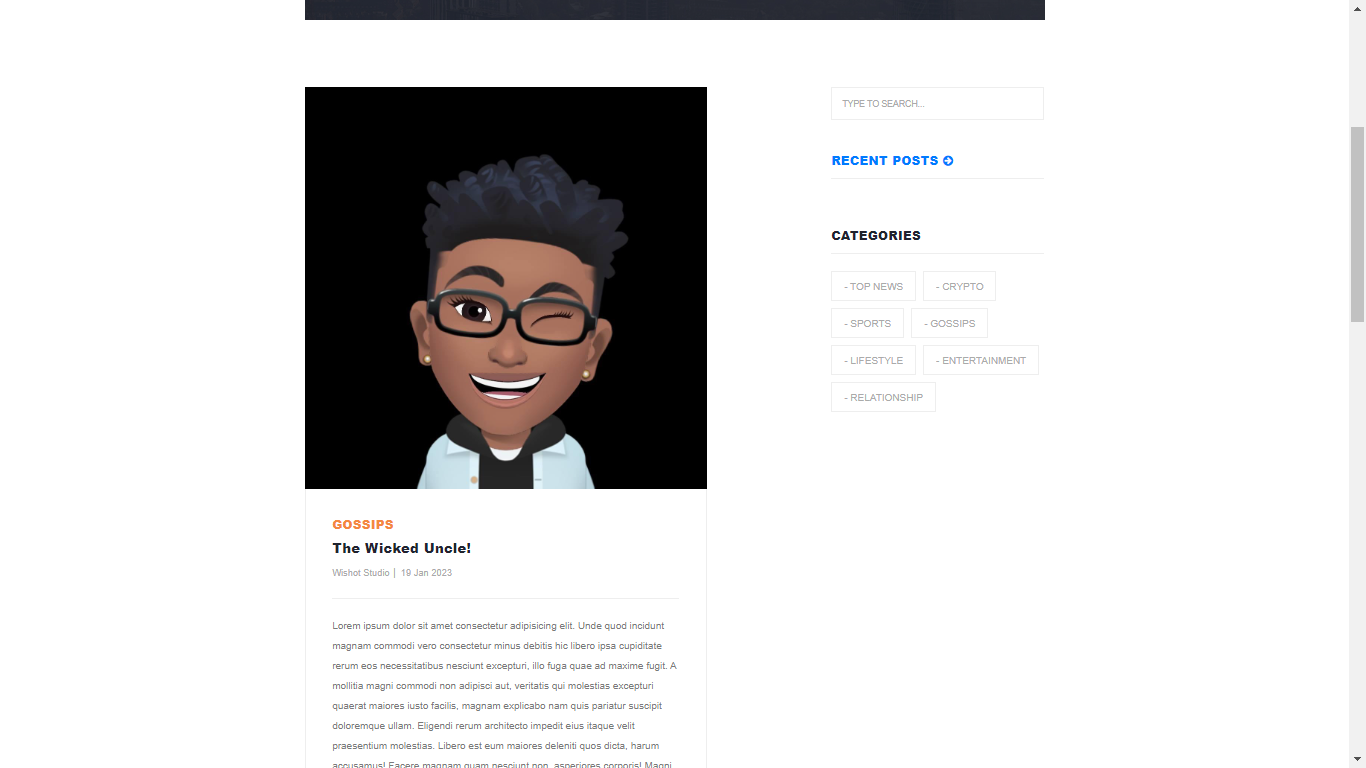 TYPE TO SEARCH...
RECENT POSTS
CATEGORIES
- TOP NEWS
- CRYPTO
- SPORTS
- GOSSIPS
- LIFESTYLE
- ENTERTAINMENT
- RELATIONSHIP
GOSSIPS
The Wicked Uncle!
Wishot Studio | 19 Jan 2023
Lorem ipsum dolor sit amet consectetur adipisicing elit. Unde quod incidunt
magnam commodi vero consectetur minus debitis hic libero ipsa cupiditate
rerum eos necessitatibus nesciunt excepturi, illo fuga quae ad maxime fugit. A
mollitia magni commodi non adipisci aut, veritatis qui molestias excepturi
quaerat maiores iusto facilis, magnam explicabo nam quis pariatur suscipit
doloremque ullam. Eligendi rerum architecto impedit eius itaque velit
praesentium molestias. Libero est eum maiores deleniti quos dicta, harum
accusamus! Facere magnam quam nesciunt non, asperiores corporis! Magni